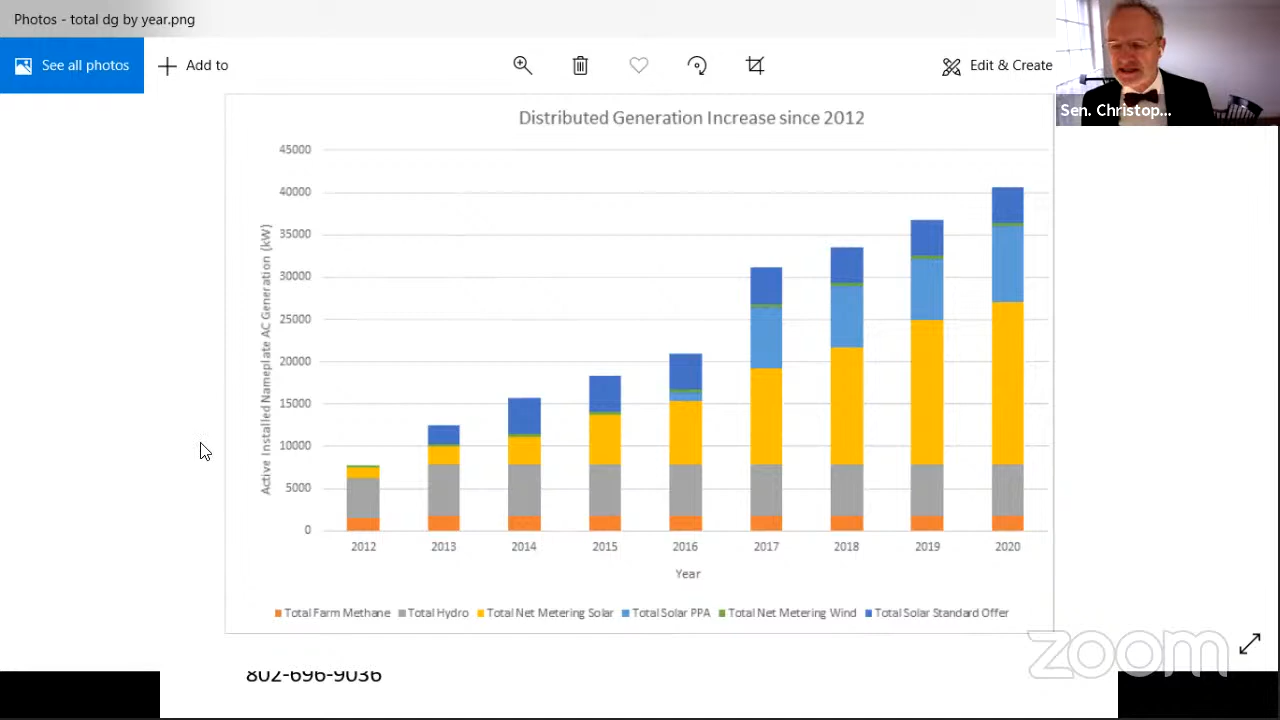 Photos - total dg by year.png
See all photos
Add to
Edit & Create
Sen. Christop...
Distributed Generation Increase since 2012
Active Installed Nameplate AC Generation (kW)
45000
40000
35000
30000
25000
20000
15000
10000
5000
0
2012 2013 2014 2015 2016 2017 2018 2019 2020
Year
Total Farm Methane Total Hydro Total Net Metering Solar Total Solar PPA Total Net Metering Wind Total Solar Standard Offer
zoom
802-696-9036